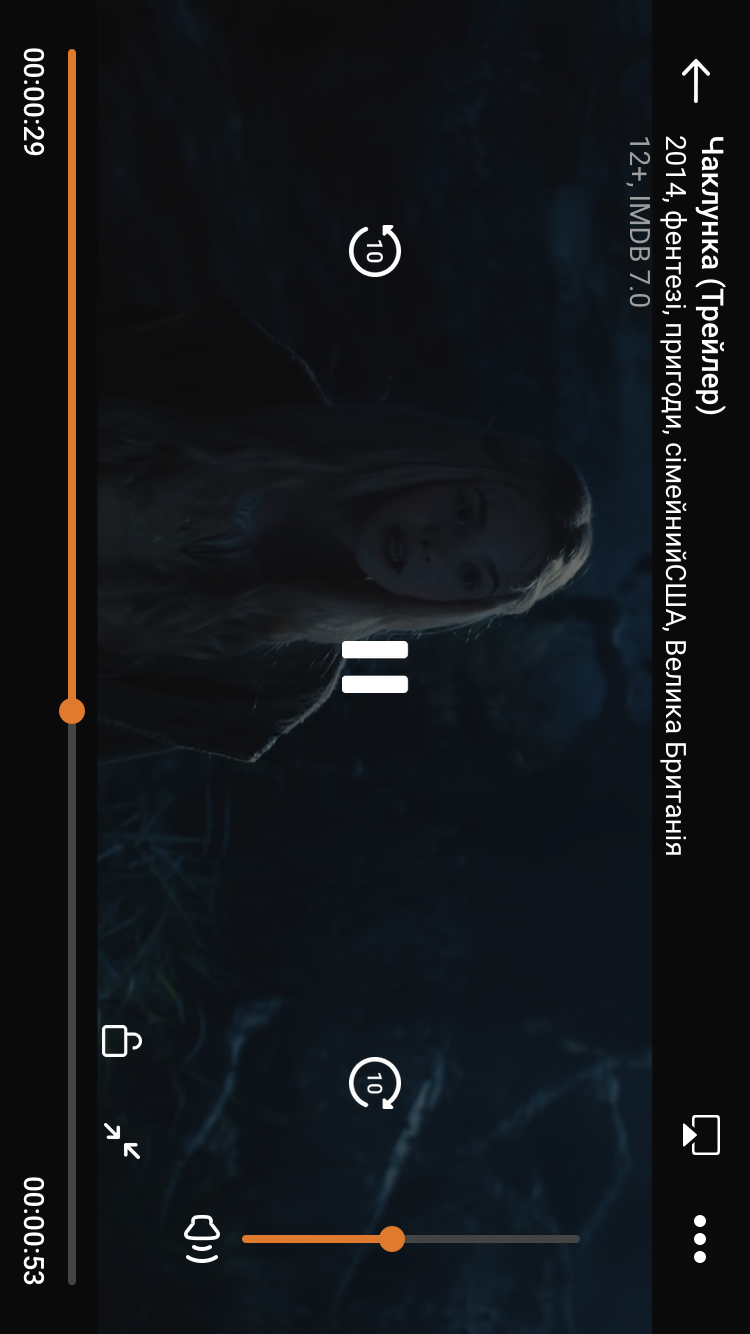 Чаклунка (Трейлер)
2014, фентезі, пригоди, сімейнийСША, Велика Британія
12+, IMDB 7.0
10
10
00:00:29
00:00:53